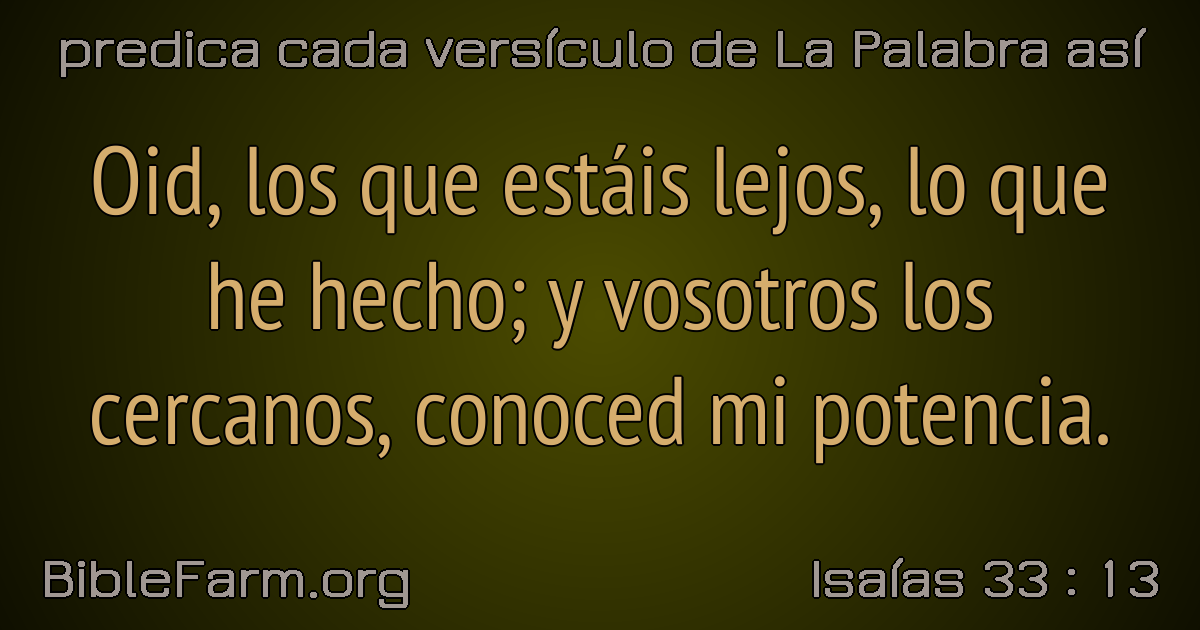 predica cada versículo de La Palabra así
Oid, los que estáis lejos, lo que
he hecho; y vosotros los
cercanos, conoced mi potencia.
BibleFarm.org
Isaías 33 : 13